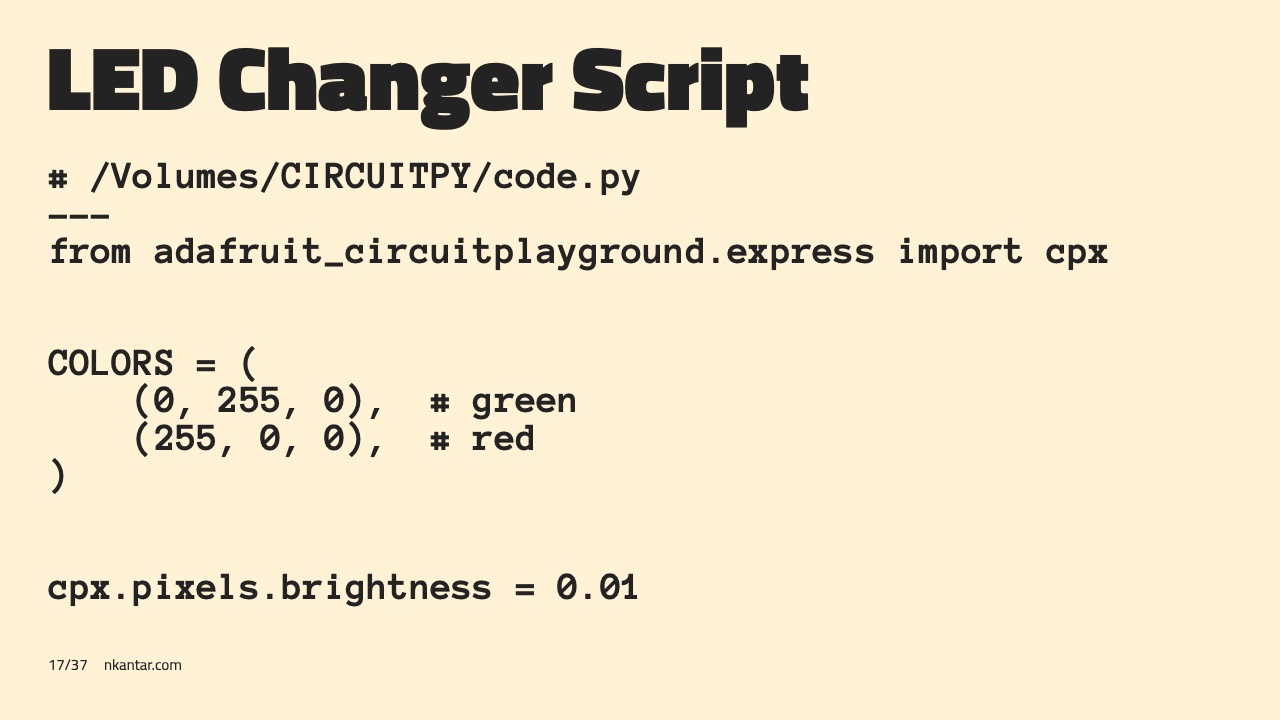 LED Changer Script
# /Volumes/CIRCUITPY/code.py
---
from adafruit_circuitplayground.express import cpx
COLORS = (
    (0, 255, 0),  # green
    (255, 0, 0),  # red
)
cpx.pixels.brightness = 0.01
17/37 nkantar.com